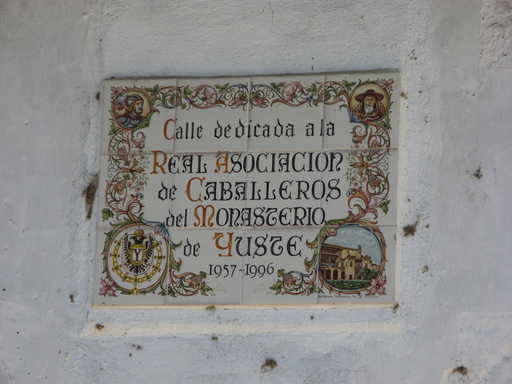 Calle dedicada a la
REAL ASOCIACION
de CABALLEROS
del MONASTERIO
de YUSTE
1957-1996